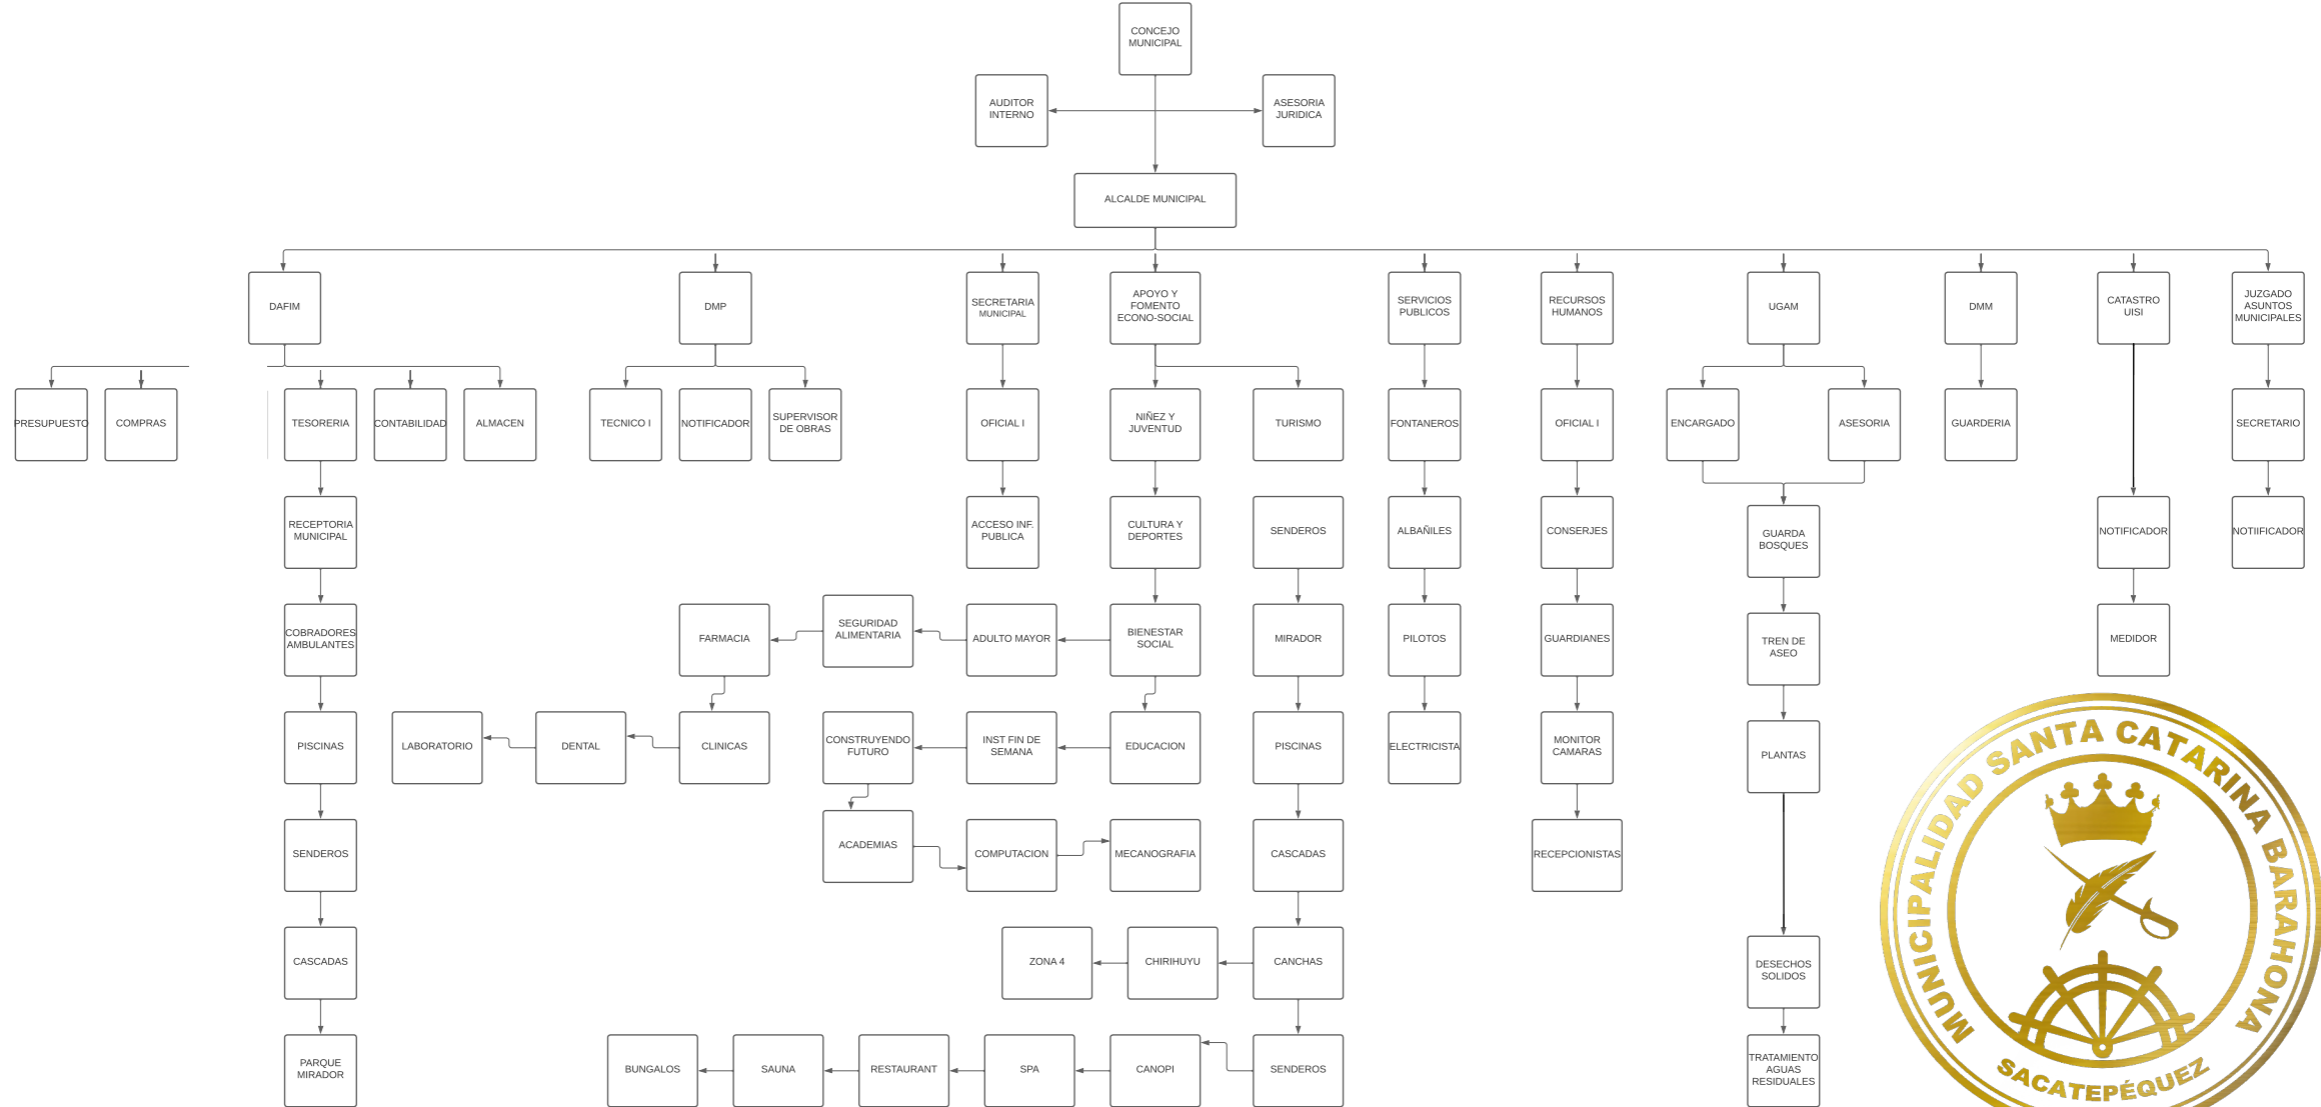 CONCEJO
MUNICIPAL
AUDITOR
INTERNO
ASESORIA
JURIDICA
ALCALDE MUNICIPAL
DAFIM
DMP
SECRETARIA
MUNICIPAL
APOYO Y
FOMENTO
ECONO-SOCIAL
SERVICIOS
PUBLICOS
RECURSOS
HUMANOS
UGAM
DMM
CATASTRO
UISI
JUZGADO
ASUNTOS
MUNICIPALES
PRESUPUESTO
COMPRAS
TESORERIA
CONTABILIDAD
ALMACEN
TECNICO I
NOTIFICADOR
SUPERVISOR
DE OBRAS
OFICIAL I
NIÑEZ Y
JUVENTUD
TURISMO
FONTANEROS
OFICIAL I
ENCARGADO
ASESORIA
GUARDERIA
SECRETARIO
RECEPTORIA
MUNICIPAL
ACCESO INF.
PUBLICA
CULTURA Y
DEPORTES
SENDEROS
ALBAÑILES
CONSERJES
GUARDA
BOSQUES
NOTIFICADOR
NOTIIFICADOR
COBRADORES
AMBULANTES
FARMACIA
SEGURIDAD
ALIMENTARIA
ADULTO MAYOR
BIENESTAR
SOCIAL
MIRADOR
PILOTOS
GUARDIANES
TREN DE
ASEO
MEDIDOR
PISCINAS
LABORATORIO
DENTAL
CLINICAS
CONSTRUYENDO
FUTURO
INST FIN DE
SEMANA
EDUCACION
PISCINAS
ELECTRICISTA
MONITOR
CAMARAS
PLANTAS
SENDEROS
ACADEMIAS
COMPUTACION
MECANOGRAFIA
CASCADAS
RECEPCIONISTAS
CASCADAS
ZONA 4
CHIRIHUYU
CANCHAS
DESECHOS
SOLIDOS
PARQUE
MIRADOR
BUNGALOS
SAUNA
RESTAURANT
SPA
CANOPI
SENDEROS
TRATAMIENTO
AGUAS
RESIDUALES
MUNICIPALIDAD SANTA CATARINA BARAHONA
SACATEPÉQUEZ